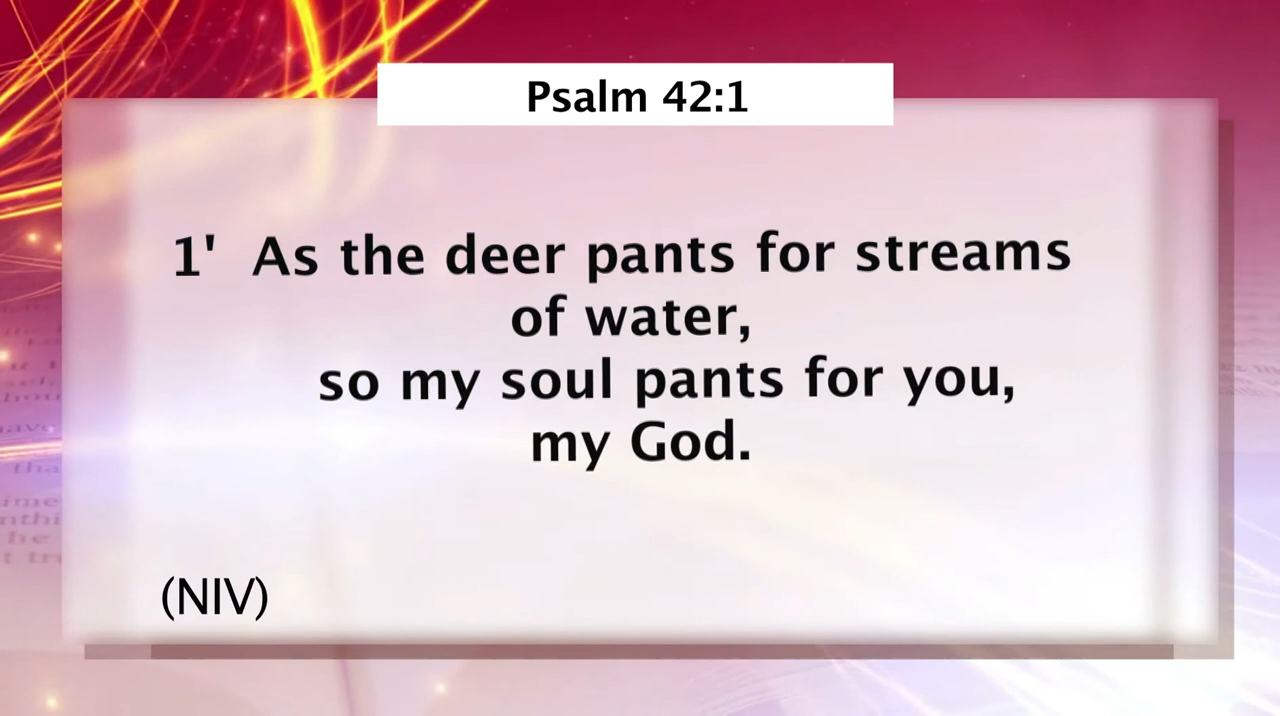 Psalm 42:1
1' As the deer pants for streams
of water,
so my soul pants for you,
my God.
(NIV)